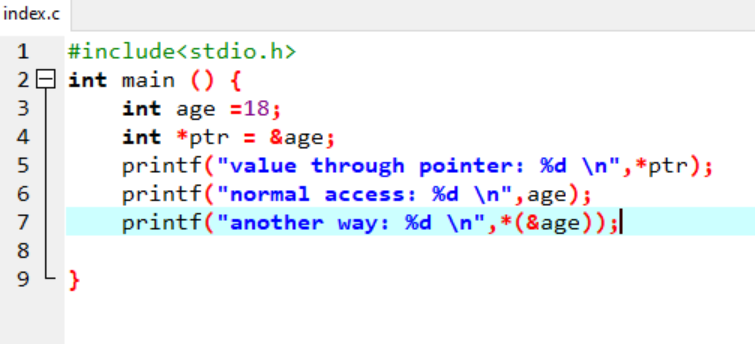 index.c
1 #include<stdio.h>
2 int main () {
3 int age =18;
4 int *ptr = &age;
5 printf("value through pointer: %d \n",*ptr);
6 printf("normal access: %d \n",age);
7 printf("another way: %d \n",*(&age));
8
9 }